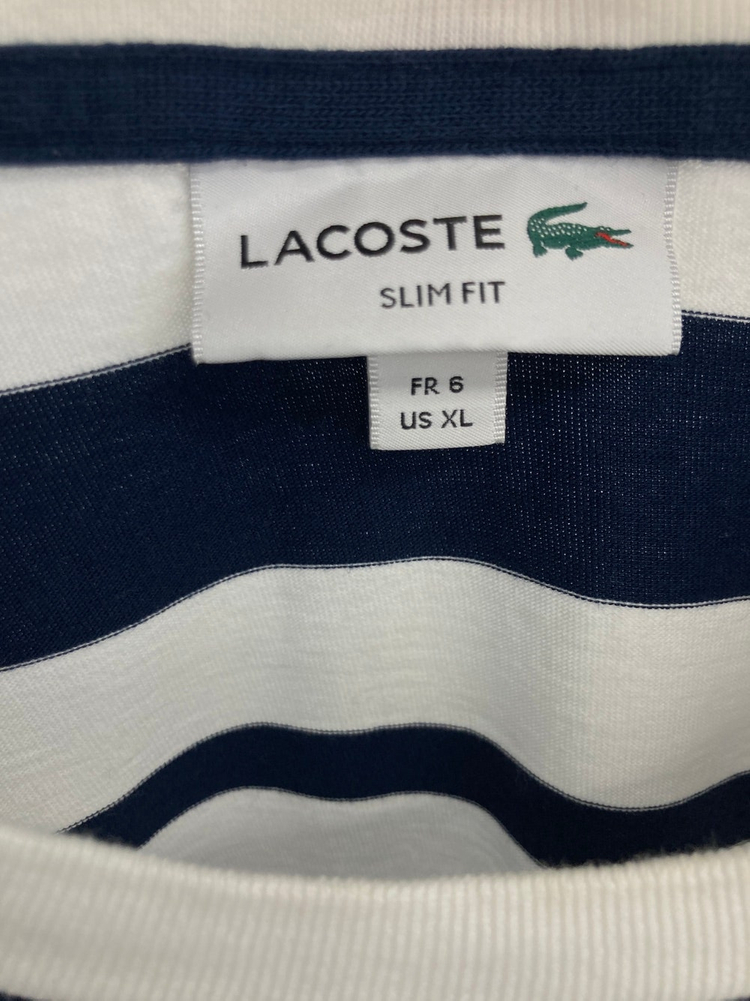 LACOSTE
SLIM FIT
FR 6
US XL